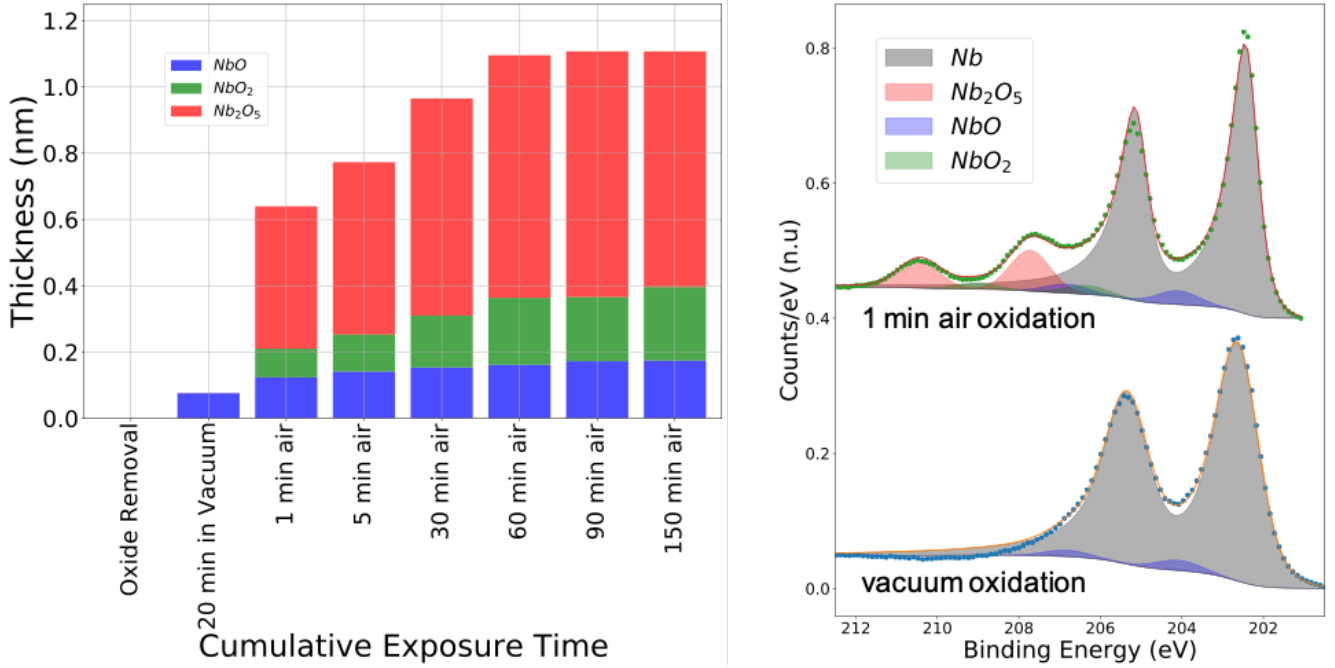 Thickness (nm)
1.2
1.0
0.8
0.6
0.4
0.2
0.0
NbO
NbO₂
Nb₂O₅
Oxide Removal
20 min in Vacuum
1 min air
5 min air
30 min air
60 min air
90 min air
150 min air
Cumulative Exposure Time
Counts/eV (n.u)
0.8
0.6
0.4
0.2
0.0
Nb
Nb₂O₅
NbO
NbO₂
1 min air oxidation
vacuum oxidation
212 210 208 206 204 202
Binding Energy (eV)